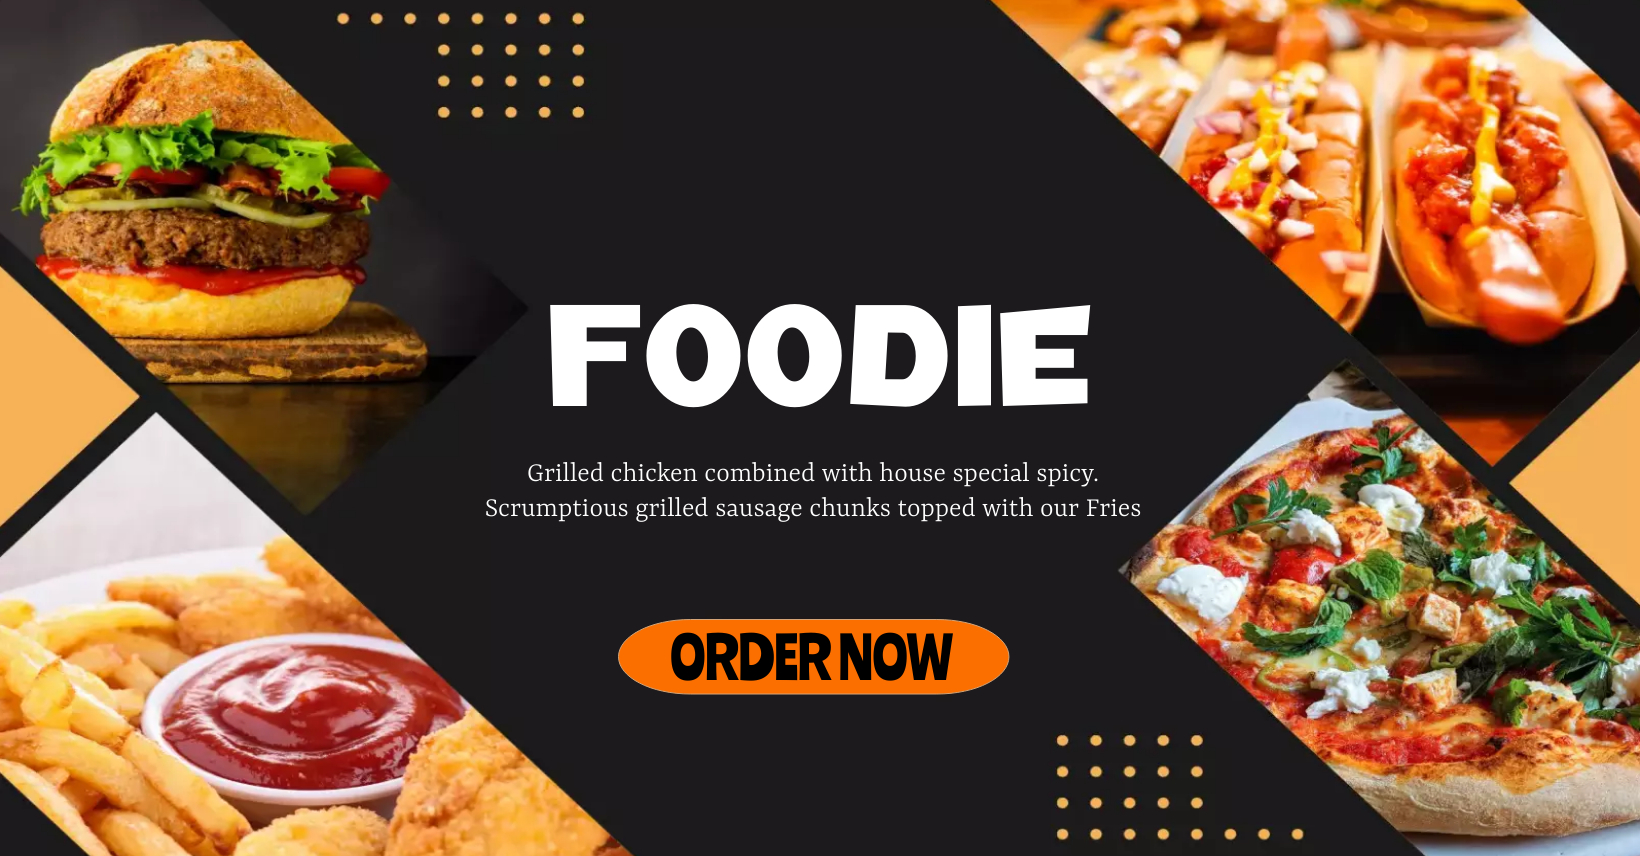 FOODIE
Grilled chicken combined with house special spicy.
Scrumptious grilled sausage chunks topped with our Fries
ORDER NOW